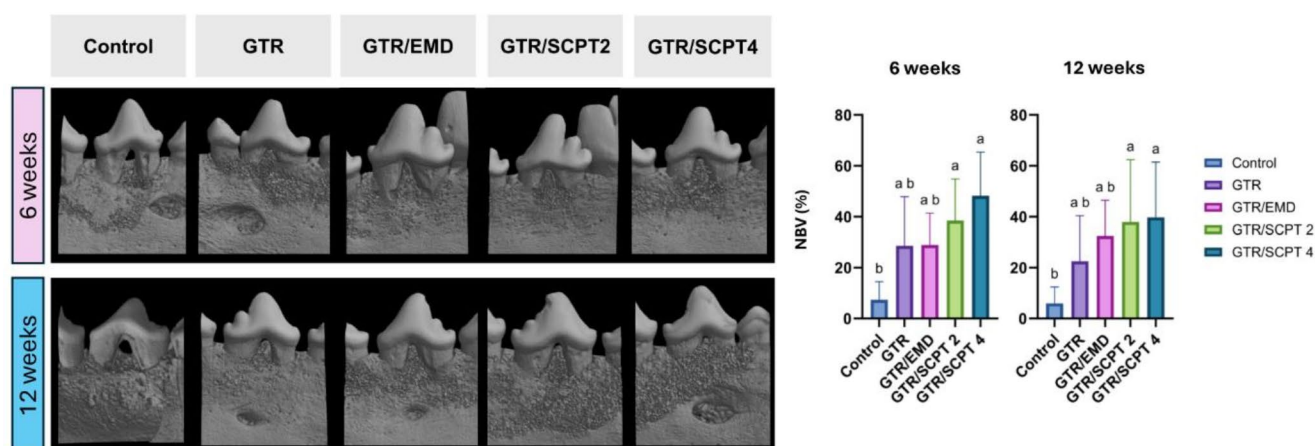 Control GTR GTR/EMD GTR/SCPT2 GTR/SCPT4
6 weeks
12 weeks
6 weeks
NBV (%)
80
60
40
20
0
b
a b
a b
a
a
Control
GTR
GTR/EMD
GTR/SCPT 2
GTR/SCPT 4
12 weeks
80
60
40
20
0
b
a b
a b
a
a
Control
GTR
GTR/EMD
GTR/SCPT 2
GTR/SCPT 4
Control
GTR
GTR/EMD
GTR/SCPT 2
GTR/SCPT 4